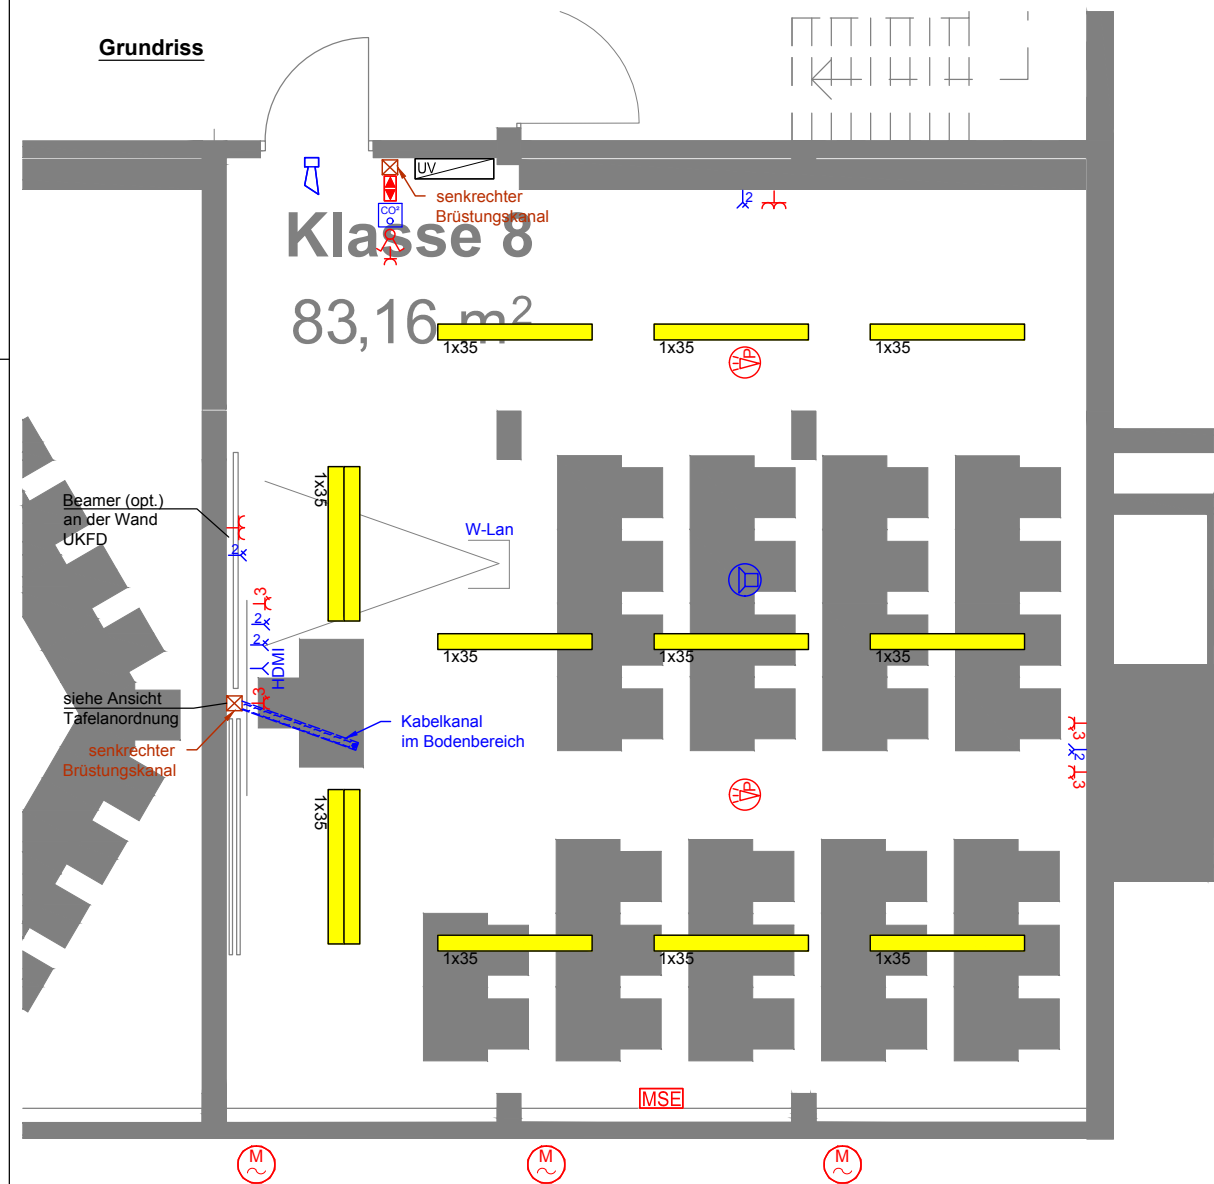 Grundriss
UV
senkrechter
Brüstungskanal
CO²
2
Klasse 8
83,16 m²
1x35
1x35
1x35
P
1x35
Beamer (opt.)
an der Wand
UKFD
2
W-Lan
3
2
2
HDMI
1x35
1x35
1x35
siehe Ansicht
Tafelanordnung
3
senkrechter
Brüstungskanal
Kabelkanal
im Bodenbereich
3
2
3
P
1x35
1x35
1x35
1x35
MSE
M
M
M